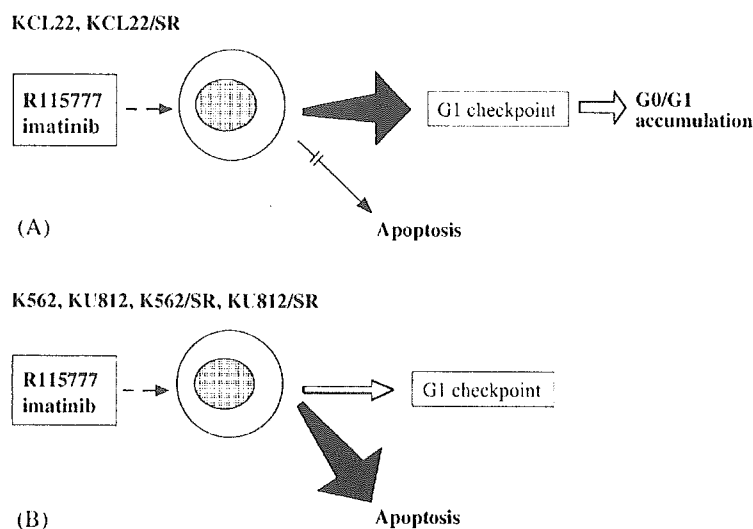 KCL22, KCL22/SR
R115777
imatinib
G1 checkpoint
G0/G1
accumulation
Apoptosis
(A)
K562, KU812, K562/SR, KU812/SR
R115777
imatinib
G1 checkpoint
Apoptosis
(B)